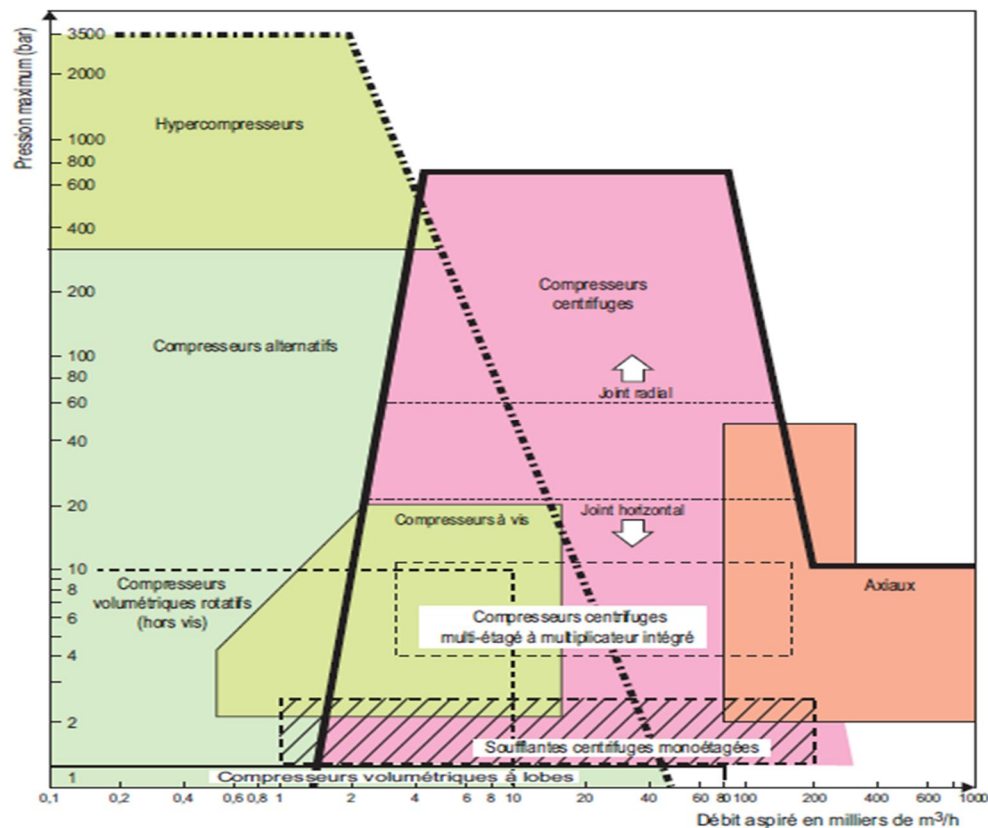 Pression maximum (bar)
3500
2000
1000
800
600
400
200
100
80
60
40
20
10
8
6
4
2
1
Hypercompresseurs
Compresseurs
centrifuges
Compresseurs alternatifs
Joint radial
Compresseurs à vis
Joint horizontal
Compresseurs
volumétriques rotatifs
(hors vis)
Axiaux
Compresseurs centrifuges
multi-étagé à multiplicateur intégré
Soufflantes centrifuges monoétagées
Compresseurs volumétriques à lobes
0,1 0,2 0,4 0,6 0,8 1 2 4 6 8 10 20 40 60 80 100 200 400 600 1000
Débit aspiré en milliers de m³/h